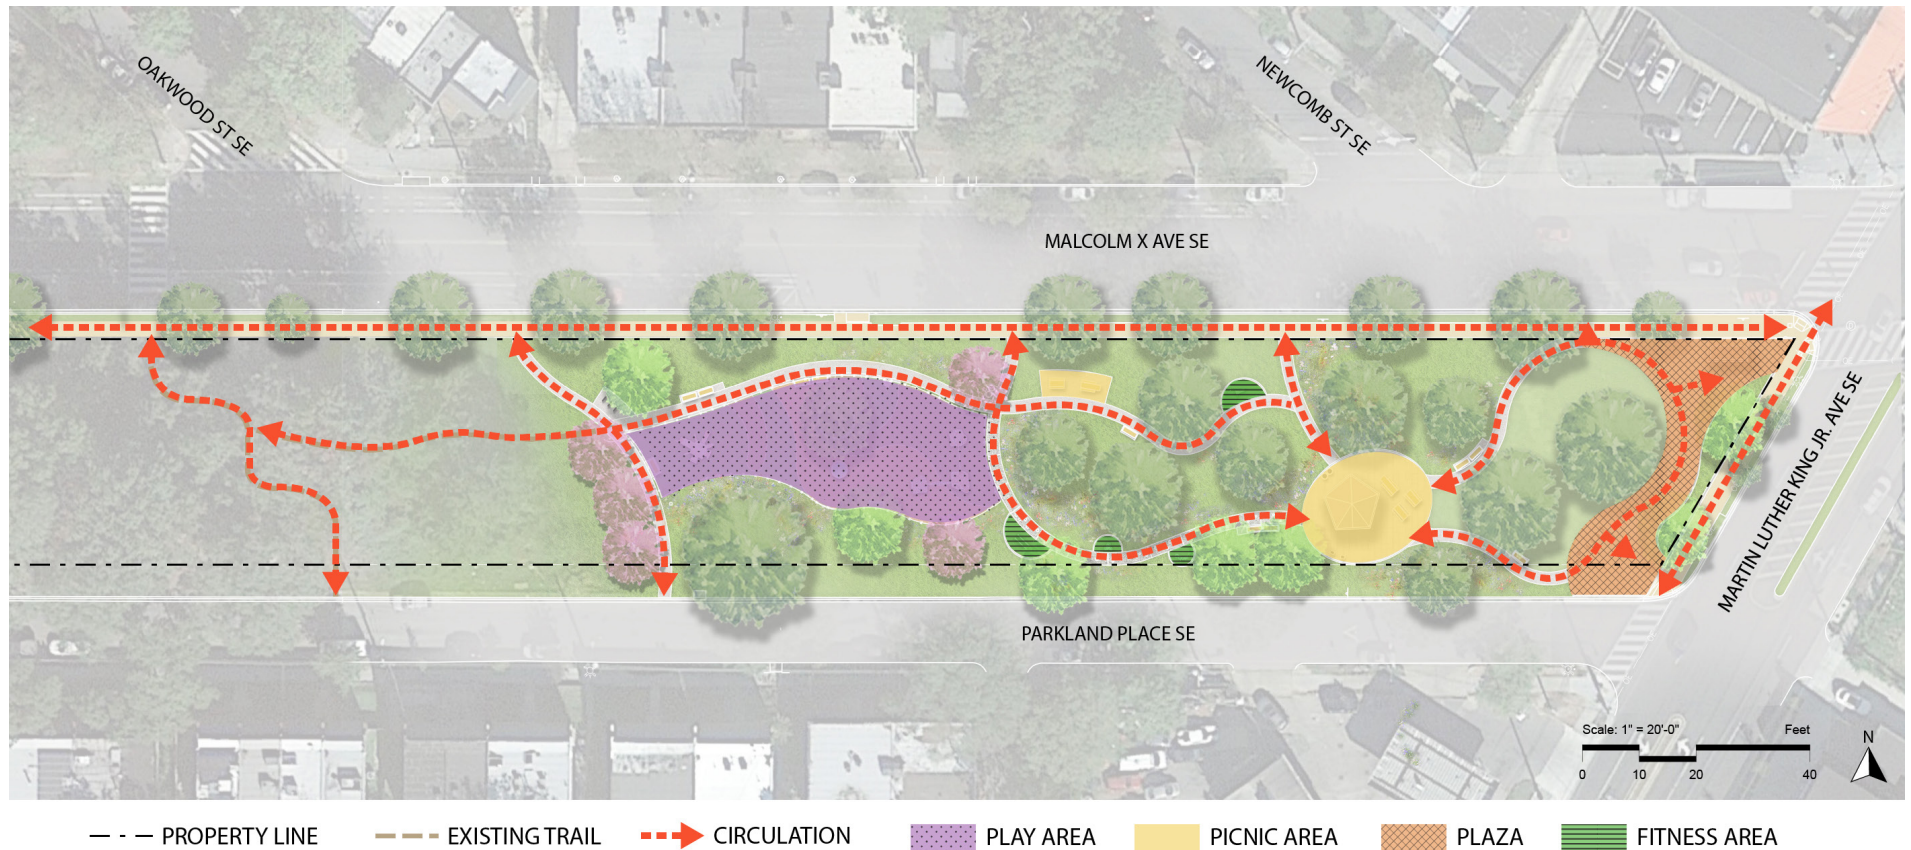 OAKWOOD ST SE
NEWCOMB ST SE
MALCOLM X AVE SE
MARTIN LUTHER KING JR. AVE SE
PARKLAND PLACE SE
Scale: 1" = 20'-0"
Feet
0 10 20 40
N
PROPERTY LINE
EXISTING TRAIL
CIRCULATION
PLAY AREA
PICNIC AREA
PLAZA
FITNESS AREA